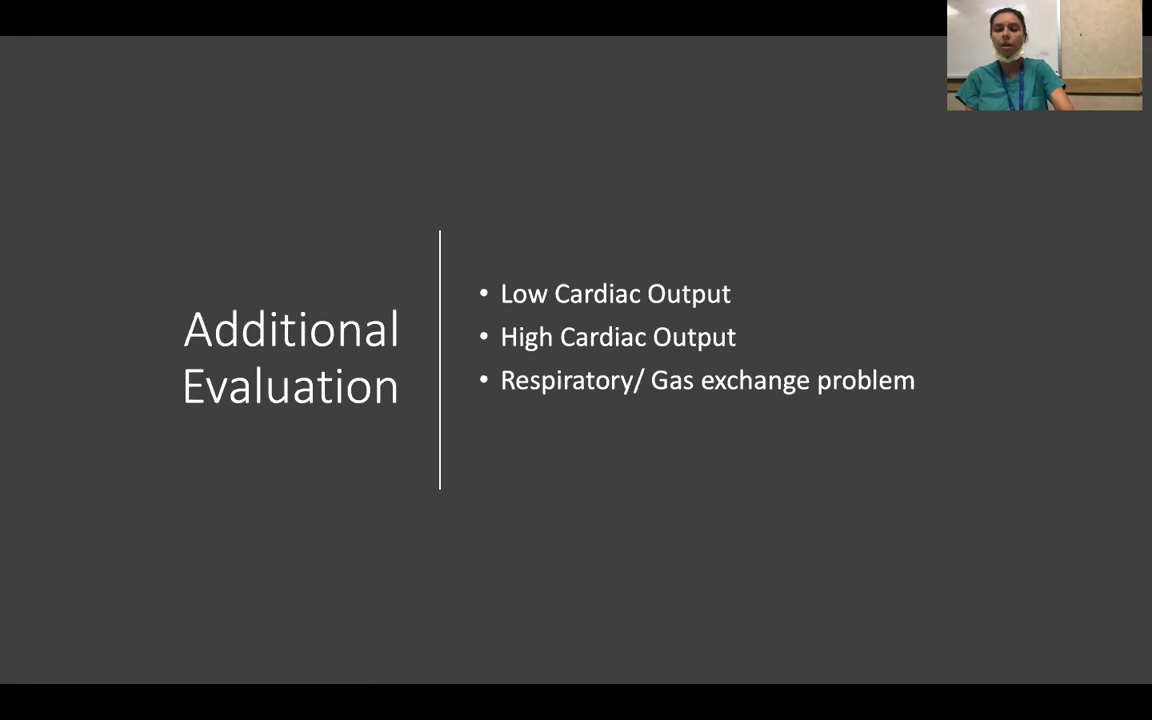 Additional
Evaluation
• Low Cardiac Output
• High Cardiac Output
• Respiratory/ Gas exchange problem